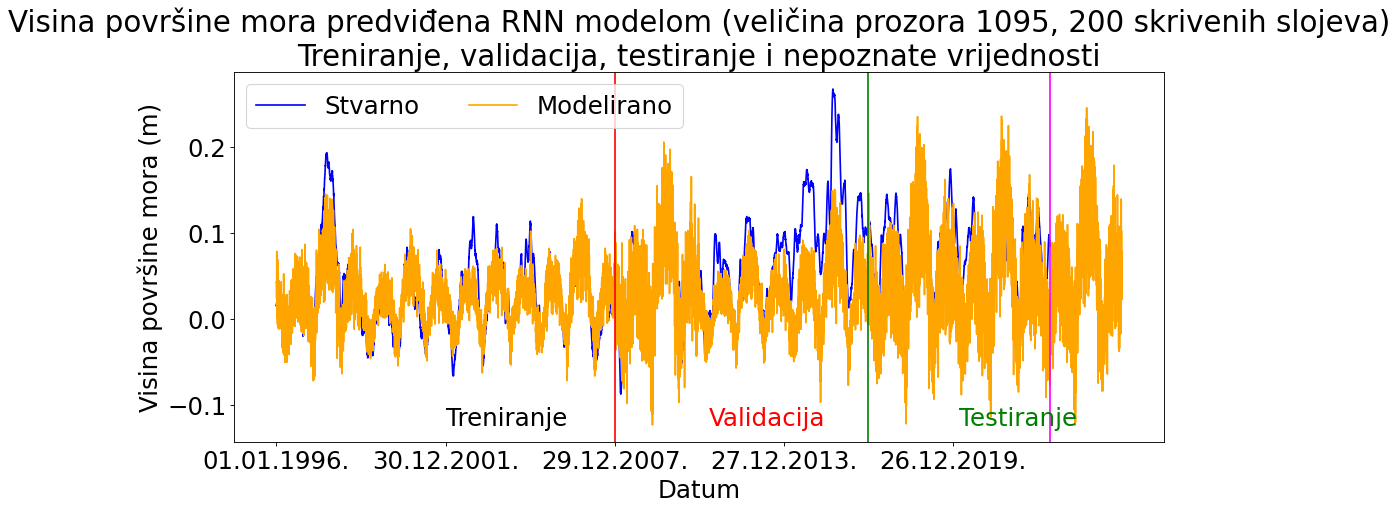 Visina površine mora predviđena RNN modelom (veličina prozora 1095, 200 skrivenih slojeva)
Treniranje, validacija, testiranje i nepoznate vrijednosti
Stvarno
Modelirano
Visina površine mora (m)
0.2
0.1
0.0
−0.1
Treniranje
Validacija
Testiranje
01.01.1996.
30.12.2001.
29.12.2007.
27.12.2013.
26.12.2019.
Datum